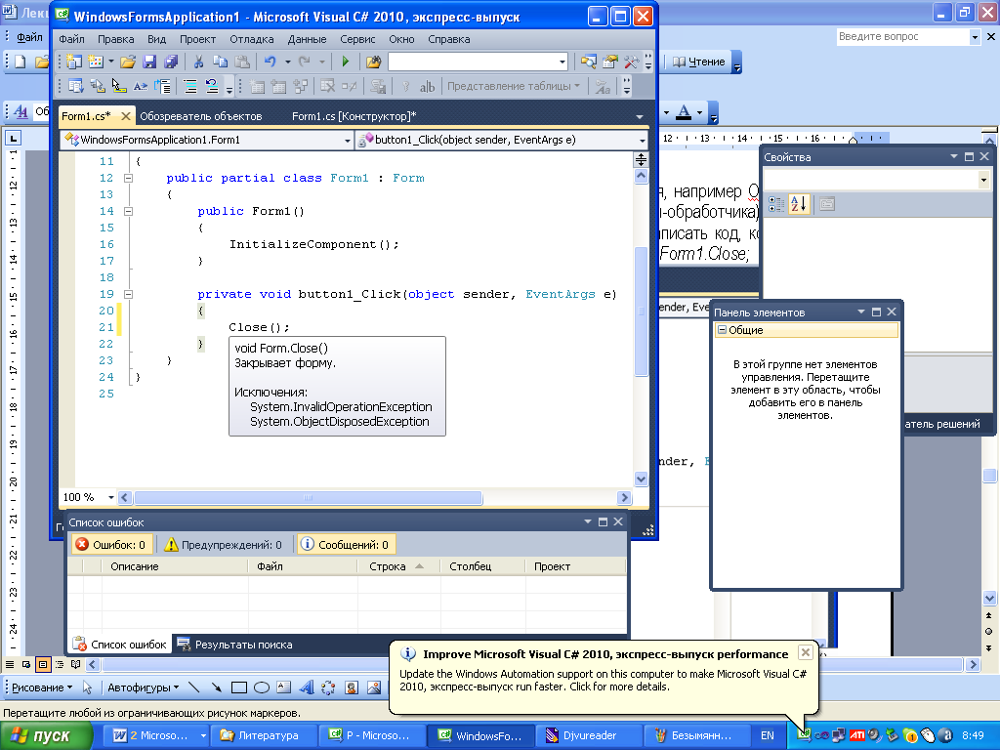 WindowsFormsApplication1 - Microsoft Visual C# 2010, экспресс-выпуск
Файл Правка Вид Проект Отладка Данные Сервис Окно Справка
Файл
Введите вопрос
Чтение
Представление таблицы
Form1.cs* Обозреватель объектов Form1.cs [Конструктор]*
WindowsFormsApplication1.Form1 button1_Click(object sender, EventArgs e)
11 {
12 public partial class Form1 : Form
13 {
14 public Form1()
15 {
16 InitializeComponent();
17 }
18
19 private void button1_Click(object sender, EventArgs e)
20 {
21 Close();
22 }
23 }
24 }
25
void Form.Close()
Закрывает форму.
Исключения:
System.InvalidOperationException
System.ObjectDisposedException
100 %
12 13 14 15 16
я, например
-обработчика)
Form1.Close;
Свойства
ender, Eve
nder, E
Панель элементов
Общие
В этой группе нет элементов
управления. Перетащите
элемент в эту область, чтобы
добавить его в панель
элементов.
атель решений
Список ошибок
Ошибок: 0 Предупреждений: 0 Сообщений: 0
Описание Файл Строка Столбец Проект
Список ошибок Результаты поиска
Improve Microsoft Visual C# 2010, экспресс-выпуск performance
Update the Windows Automation support on this computer to make Microsoft Visual C#
2010, экспресс-выпуск run faster. Click for more details.
Рисование Автофигуры
Перетащите любой из ограничивающих рисунок маркеров.
пуск 2 Microso... Литература P - Microso... WindowsFo... Djvureader Безымянн... EN 8:49